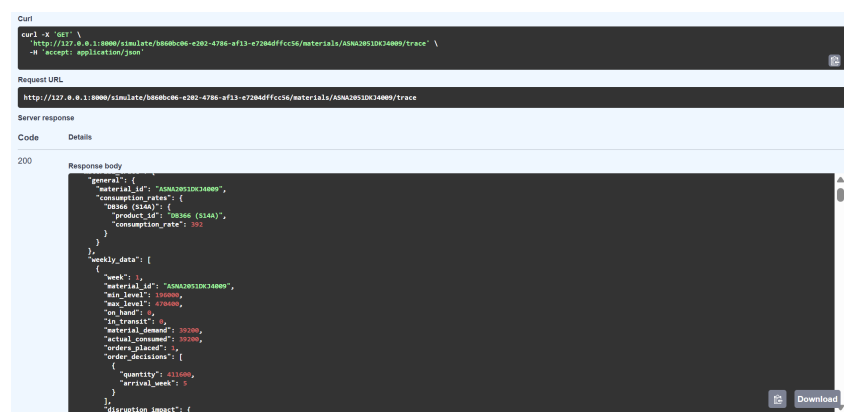 Curl
curl -X 'GET' \
'http://127.0.0.1:8000/simulate/b860bc06-e202-4786-af13-e7204dffcc56/materials/ASNA2051DKJ4009/trace' \
-H 'accept: application/json'
Request URL
http://127.0.0.1:8000/simulate/b860bc06-e202-4786-af13-e7204dffcc56/materials/ASNA2051DKJ4009/trace
Server response
Code Details
200
Response body
"general": {
"material_id": "ASNA2051DKJ4009",
"consumption_rates": {
"DB366 (S14A)": {
"product_id": "DB366 (S14A)",
"consumption_rate": 392
}
}
},
"weekly_data": [
{
"week": 1,
"material_id": "ASNA2051DKJ4009",
"min_level": 196000,
"max_level": 470400,
"on_hand": 0,
"in_transit": 0,
"material_demand": 39200,
"actual_consumed": 39200,
"orders_placed": 1,
"order_decisions": [
{
"quantity": 411600,
"arrival_week": 5
}
],
"disruption_impact": {
Download